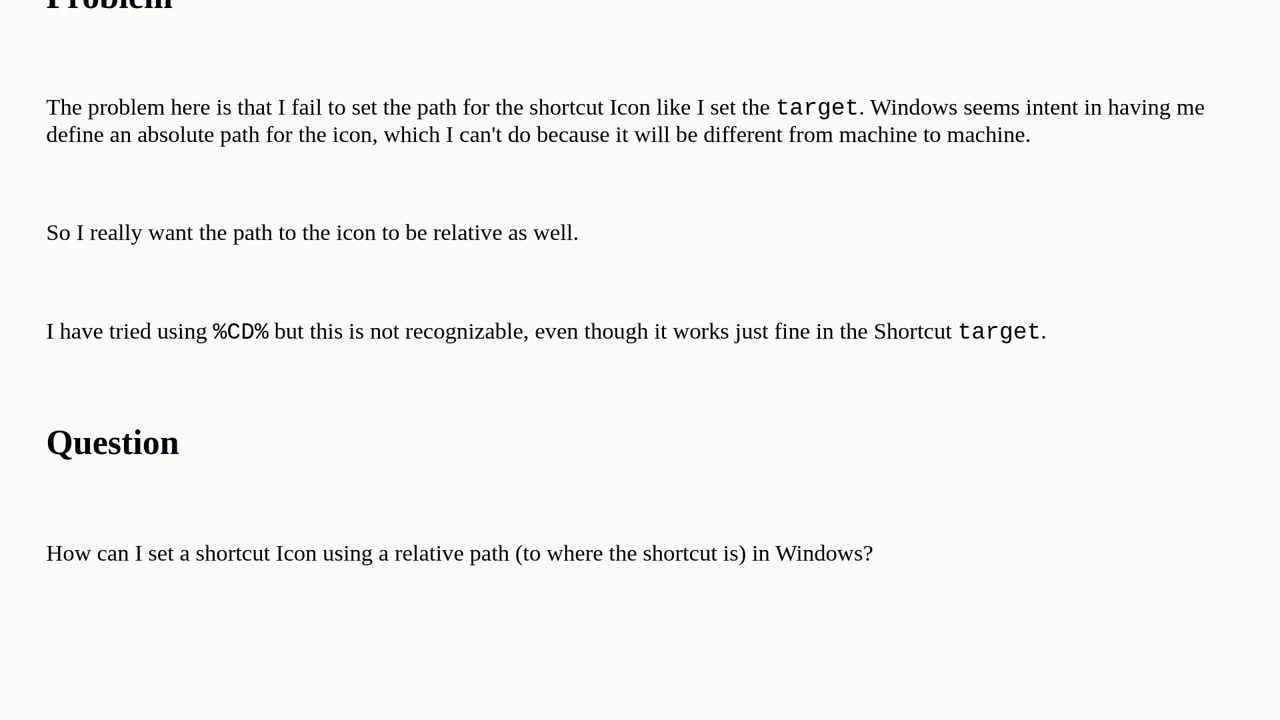 Problem
The problem here is that I fail to set the path for the shortcut Icon like I set the target. Windows seems intent in having me
define an absolute path for the icon, which I can't do because it will be different from machine to machine.
So I really want the path to the icon to be relative as well.
I have tried using %CD% but this is not recognizable, even though it works just fine in the Shortcut target.
Question
How can I set a shortcut Icon using a relative path (to where the shortcut is) in Windows?